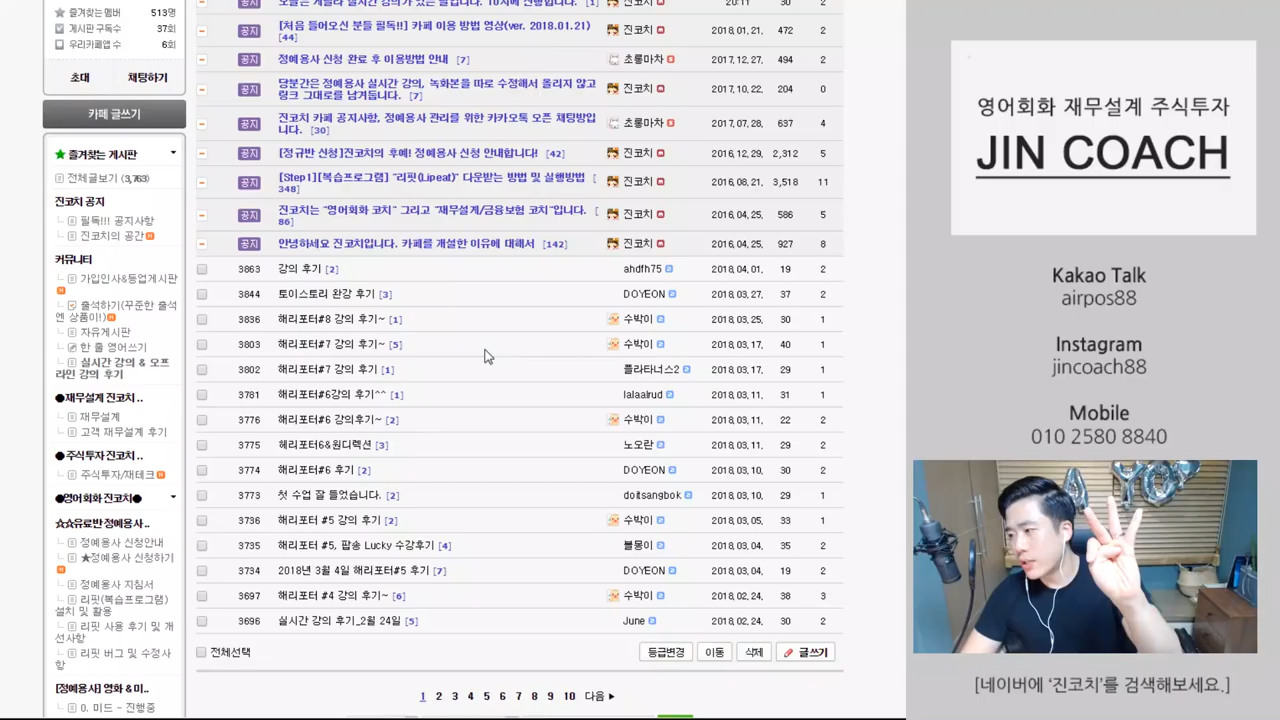 즐겨찾는 멤버 513명
게시판 구독수 37회
우리카페앱 수 6회
초대 채팅하기
카페 글쓰기
즐겨찾는 게시판
전체글보기 (3,763)
진코치 공지
필독!!! 공지사항
진코치의 공간
커뮤니티
가입인사&등업게시판
출석하기(꾸준한 출석
엔 상품이!)
자유게시판
한 줄 영어쓰기
실시간 강의 & 오프
라인 강의 후기
●재무설계 진코치 ..
재무설계
고객 재무설계 후기
●주식투자 진코치 ..
주식투자/재테크
●영어회화 진코치●
☆☆유료반 정예용사 ..
정예용사 신청안내
★정예용사 신청하기
정예용사 지침서
리핏(복습프로그램)
설치 및 활용
리핏 사용 후기 및 개
선사항
리핏 버그 및 수정사
항
[정예용사] 영화 & 미..
0. 미드 - 진행중
20:11 30 2
공지 [처음 들어오신 분들 필독!!] 카페 이용 방법 영상(ver. 2018.01.21)
[44] 진코치 2018.01.21. 472 2
공지 정예용사 신청 완료 후 이용방법 안내 [7] 초롱마차 2017.12.27. 494 2
공지 당분간은 정예용사 실시간 강의, 녹화본을 따로 수정해서 올리지 않고
링크 그대로를 남겨둡니다. [7] 진코치 2017.10.22. 204 0
공지 진코치 카페 공지사항, 정예용사 관리를 위한 카카오톡 오픈 채팅방입
니다. [30] 초롱마차 2017.07.28. 637 4
공지 [정규반 신청]진코치의 후예! 정예용사 신청 안내합니다! [42] 진코치 2016.12.29. 2,312 5
공지 [Step1][복습프로그램] "리핏(Lipeat)" 다운받는 방법 및 실행방법 [
348] 진코치 2016.08.21. 3,518 11
공지 진코치는 "영어회화 코치" 그리고 "재무설계/금융보험 코치"입니다. [
86] 진코치 2016.04.25. 586 5
공지 안녕하세요 진코치입니다. 카페를 개설한 이유에 대해서 [142] 진코치 2016.04.25. 927 8
3863 강의 후기 [2] ahdfh75 2018.04.01. 19 2
3844 토이스토리 완강 후기 [3] DOYEON 2018.03.27. 37 2
3836 해리포터#8 강의 후기~ [1] 수박이 2018.03.25. 30 1
3803 해리포터#7 강의 후기~ [5] 수박이 2018.03.17. 40 1
3802 해리포터#7 강의 후기 [1] 플라타너스2 2018.03.17. 29 1
3781 해리포터#6강의 후기^^ [1] lalaalrud 2018.03.11. 31 1
3776 해리포터#6 강의후기~ [2] 수박이 2018.03.11. 22 2
3775 헤리포터6&원디렉션 [3] 노오란 2018.03.11. 29 2
3774 해리포터#6 후기 [2] DOYEON 2018.03.10. 30 2
3773 첫 수업 잘 들었습니다. [2] doitsangbok 2018.03.10. 29 1
3736 해리포터 #5 강의 후기 [2] 수박이 2018.03.05. 33 1
3735 해리포터 #5, 팝송 Lucky 수강후기 [4] 블몽이 2018.03.04. 35 2
3734 2018년 3월 4일 해리포터#5 후기 [7] DOYEON 2018.03.04. 19 2
3697 해리포터 #4 강의 후기~ [6] 수박이 2018.02.24. 38 3
3696 실시간 강의 후기_2월 24일 [5] June 2018.02.24. 30 2
전체선택 등급변경 이동 삭제 글쓰기
1 2 3 4 5 6 7 8 9 10 다음 ▶
영어회화 재무설계 주식투자
JIN COACH
Kakao Talk
airpos88
Instagram
jincoach88
Mobile
010 2580 8840
[네이버에 '진코치'를 검색해보세요.]